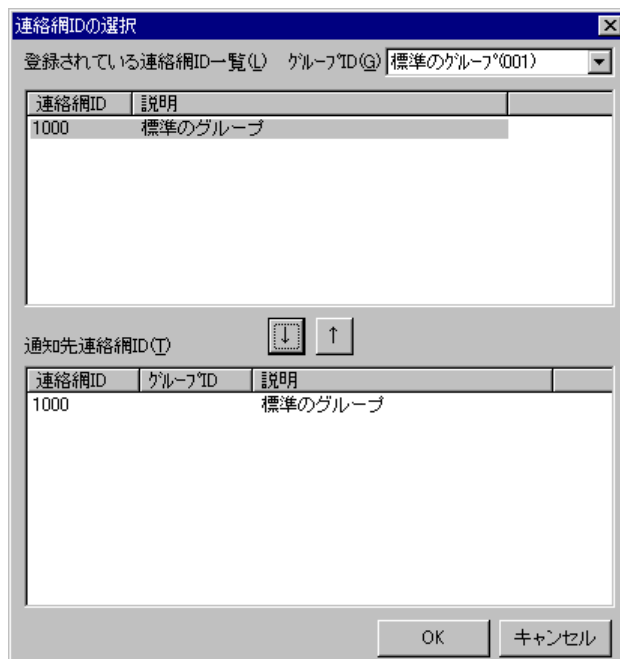 連絡網IDの選択
登録されている連絡網ID一覧(L) グループID(G) 標準のグループ(001)
連絡網ID 説明
1000 標準のグループ
↓ ↑
通知先連絡網ID(T)
連絡網ID グループID 説明
1000 標準のグループ
OK キャンセル